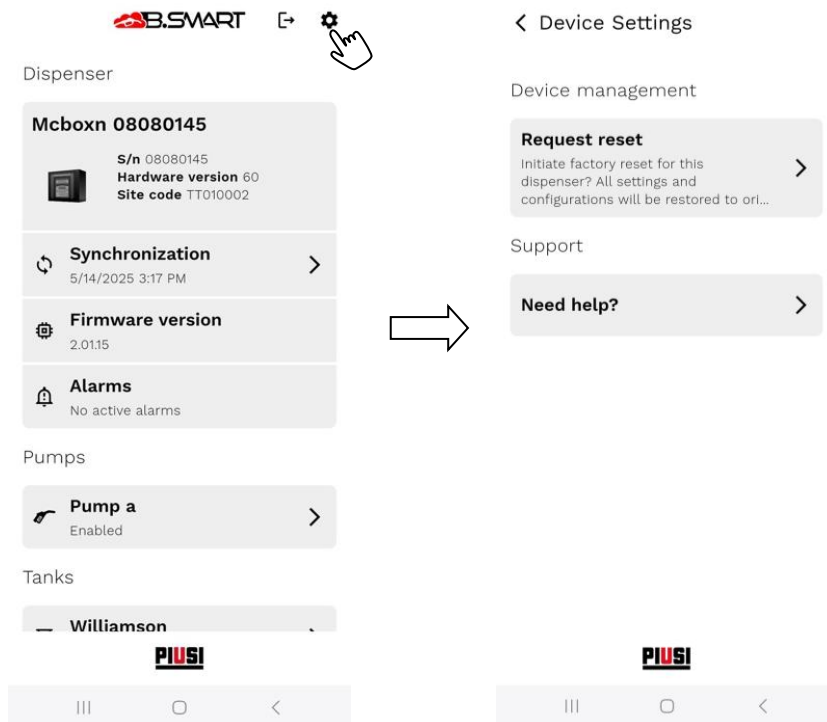 B.SMART
Dispenser
Mcboxn 08080145
S/n 08080145
Hardware version 60
Site code TT010002
Synchronization
5/14/2025 3:17 PM
Firmware version
2.01.15
Alarms
No active alarms
Pumps
Pump a
Enabled
Tanks
Williamson
PIUSI
Device Settings
Device management
Request reset
Initiate factory reset for this
dispenser? All settings and
configurations will be restored to ori...
Support
Need help?
PIUSI